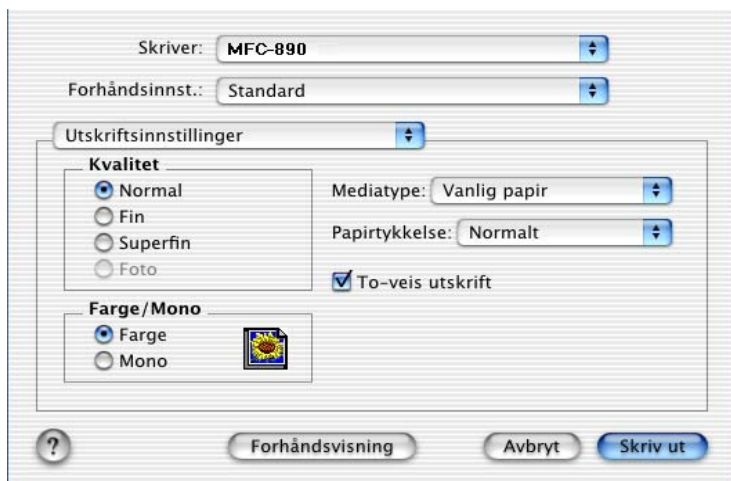 Skriver: MFC-890
Forhåndsinnst.: Standard
Utskriftsinnstillinger
Kvalitet
Normal
Fin
Superfin
Foto
Mediatype: Vanlig papir
Papirtykkelse: Normalt
To-veis utskrift
Farge/Mono
Farge
Mono
? Forhåndsvisning Avbryt Skriv ut